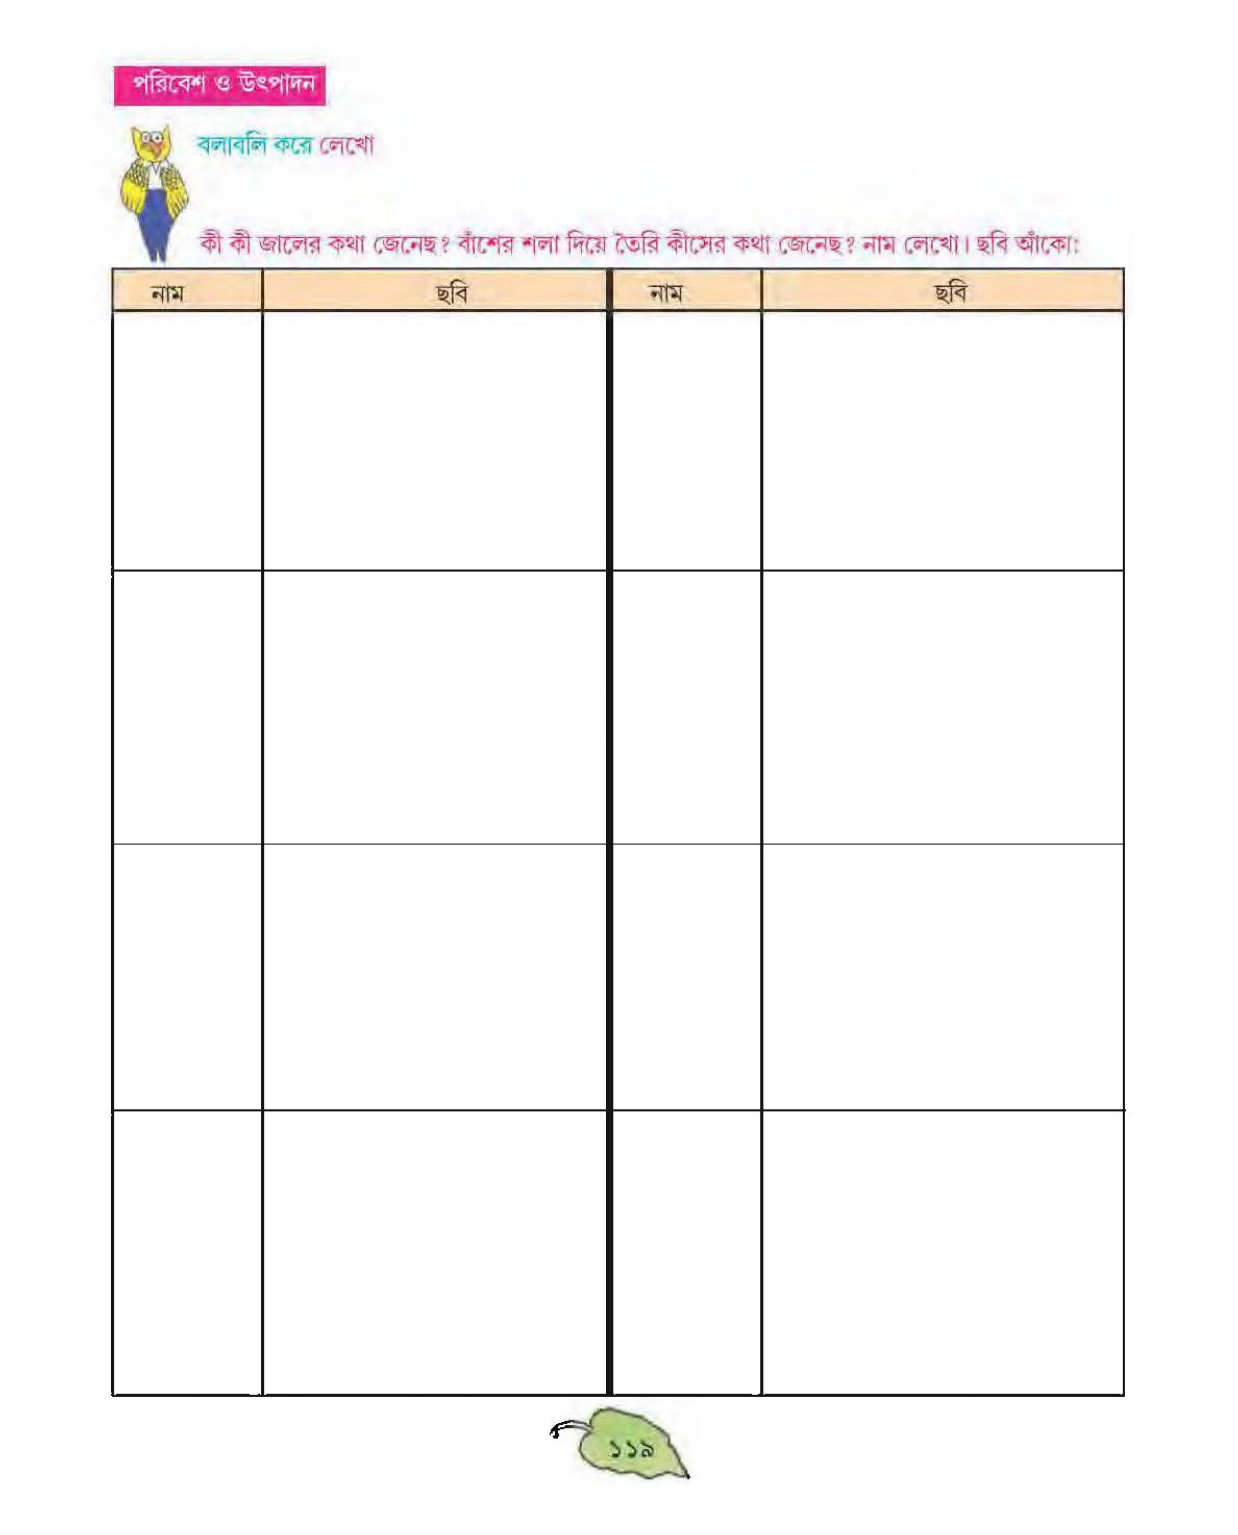 পরিবেশ ও উৎপাদন
বলাবলি করে লেখো
কী কী জালের কথা জেনেছ? বাঁশের শলা দিয়ে তৈরি কীসের কথা জেনেছ? নাম লেখো। ছবি আঁকো:
নাম ছবি নাম ছবি
১১৯